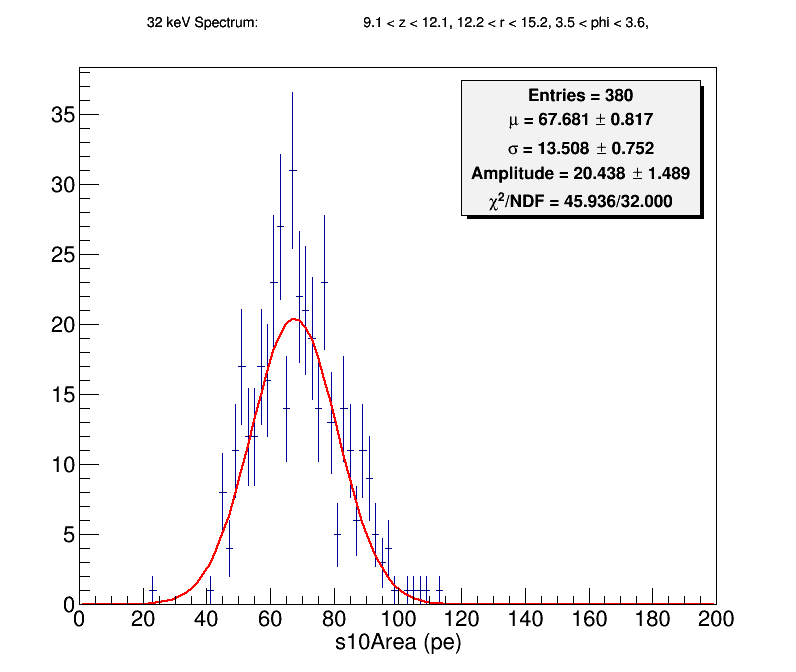 32 keV Spectrum: 9.1 < z < 12.1, 12.2 < r < 15.2, 3.5 < phi < 3.6,
Entries = 380
μ = 67.681 ± 0.817
σ = 13.508 ± 0.752
Amplitude = 20.438 ± 1.489
χ²/NDF = 45.936/32.000
35
30
25
20
15
10
5
0
0 20 40 60 80 100 120 140 160 180 200
s10Area (pe)